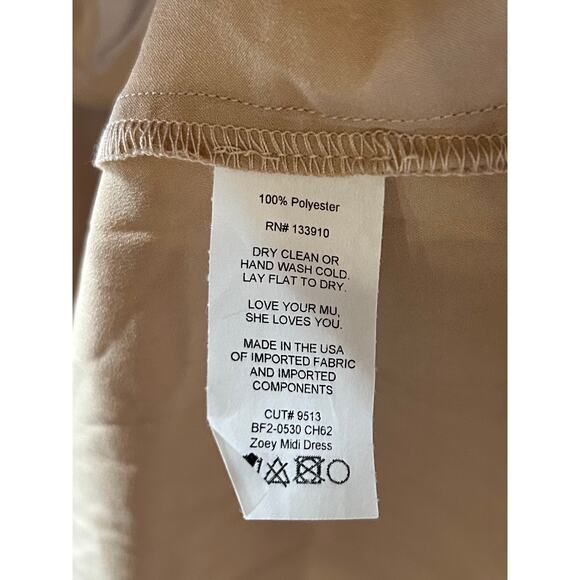 100% Polyester
RN# 133910
DRY CLEAN OR
HAND WASH COLD.
LAY FLAT TO DRY.
LOVE YOUR MU,
SHE LOVES YOU.
MADE IN THE USA
OF IMPORTED FABRIC
AND IMPORTED
COMPONENTS
CUT# 9513
BF2-0530 CH62
Zoey Midi Dress